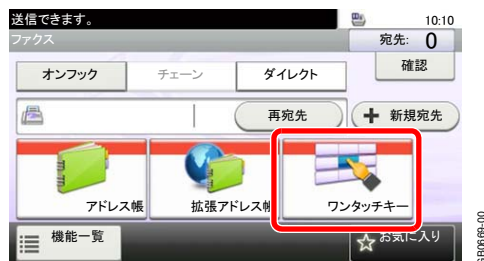 送信できます。 10:10
ファクス 宛先: 0
オンフック チェーン ダイレクト 確認
再宛先 新規宛先
アドレス帳 拡張アドレス帳 ワンタッチキー
機能一覧 お気に入り
GB0669-00